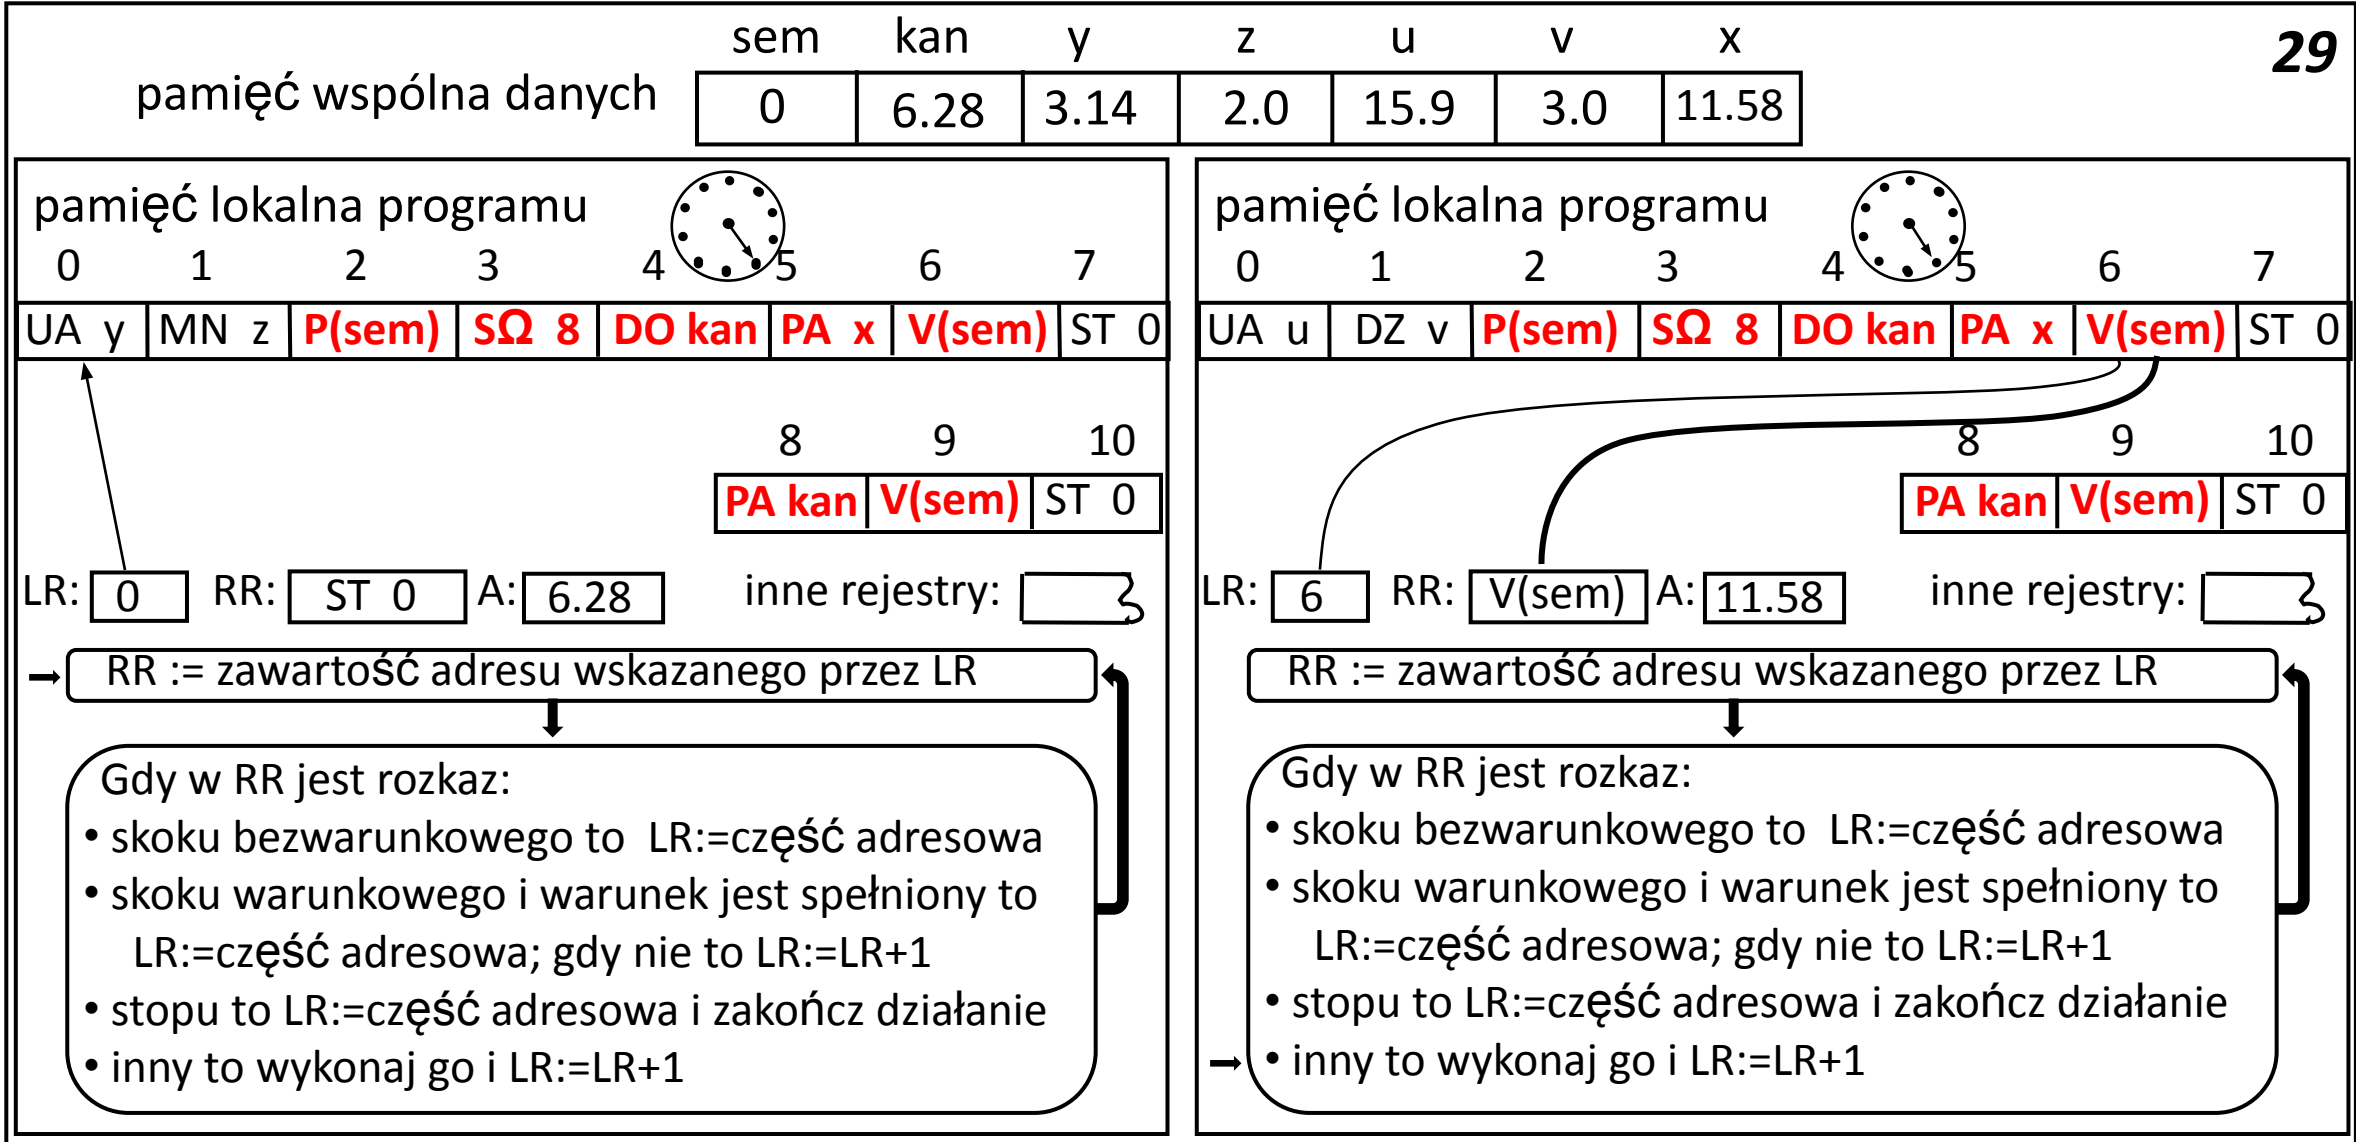 sem kan y z u v x
29
pamięć wspólna danych 0 6.28 3.14 2.0 15.9 3.0 11.58
pamięć lokalna programu
0 1 2 3 4 5 6 7
UA y MN z P(sem) SΩ 8 DO kan PA x V(sem) ST 0
8 9 10
PA kan V(sem) ST 0
LR: 0 RR: ST 0 A: 6.28 inne rejestry:
RR := zawartość adresu wskazanego przez LR
Gdy w RR jest rozkaz:
• skoku bezwarunkowego to LR:=część adresowa
• skoku warunkowego i warunek jest spełniony to
LR:=część adresowa; gdy nie to LR:=LR+1
• stopu to LR:=część adresowa i zakończ działanie
• inny to wykonaj go i LR:=LR+1
pamięć lokalna programu
0 1 2 3 4 5 6 7
UA u DZ v P(sem) SΩ 8 DO kan PA x V(sem) ST 0
8 9 10
PA kan V(sem) ST 0
LR: 6 RR: V(sem) A: 11.58 inne rejestry:
RR := zawartość adresu wskazanego przez LR
Gdy w RR jest rozkaz:
• skoku bezwarunkowego to LR:=część adresowa
• skoku warunkowego i warunek jest spełniony to
LR:=część adresowa; gdy nie to LR:=LR+1
• stopu to LR:=część adresowa i zakończ działanie
• inny to wykonaj go i LR:=LR+1